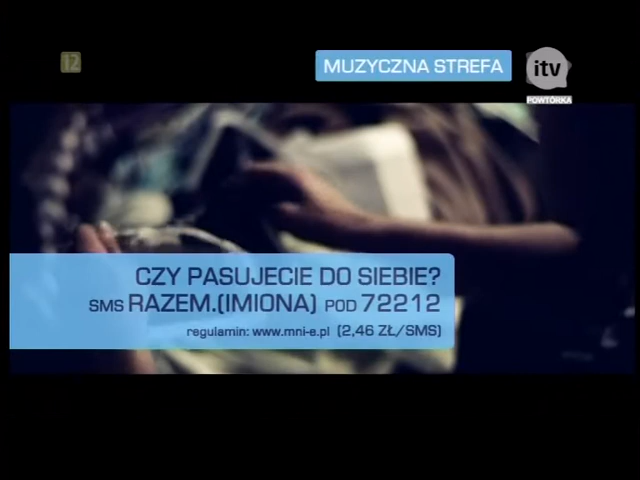 12
MUZYCZNA STREFA
itv
POWTÓRKA
CZY PASUJECIE DO SIEBIE?
SMS RAZEM.(IMIONA) POD 72212
regulamin: www.mni-e.pl (2,46 ZŁ/SMS)